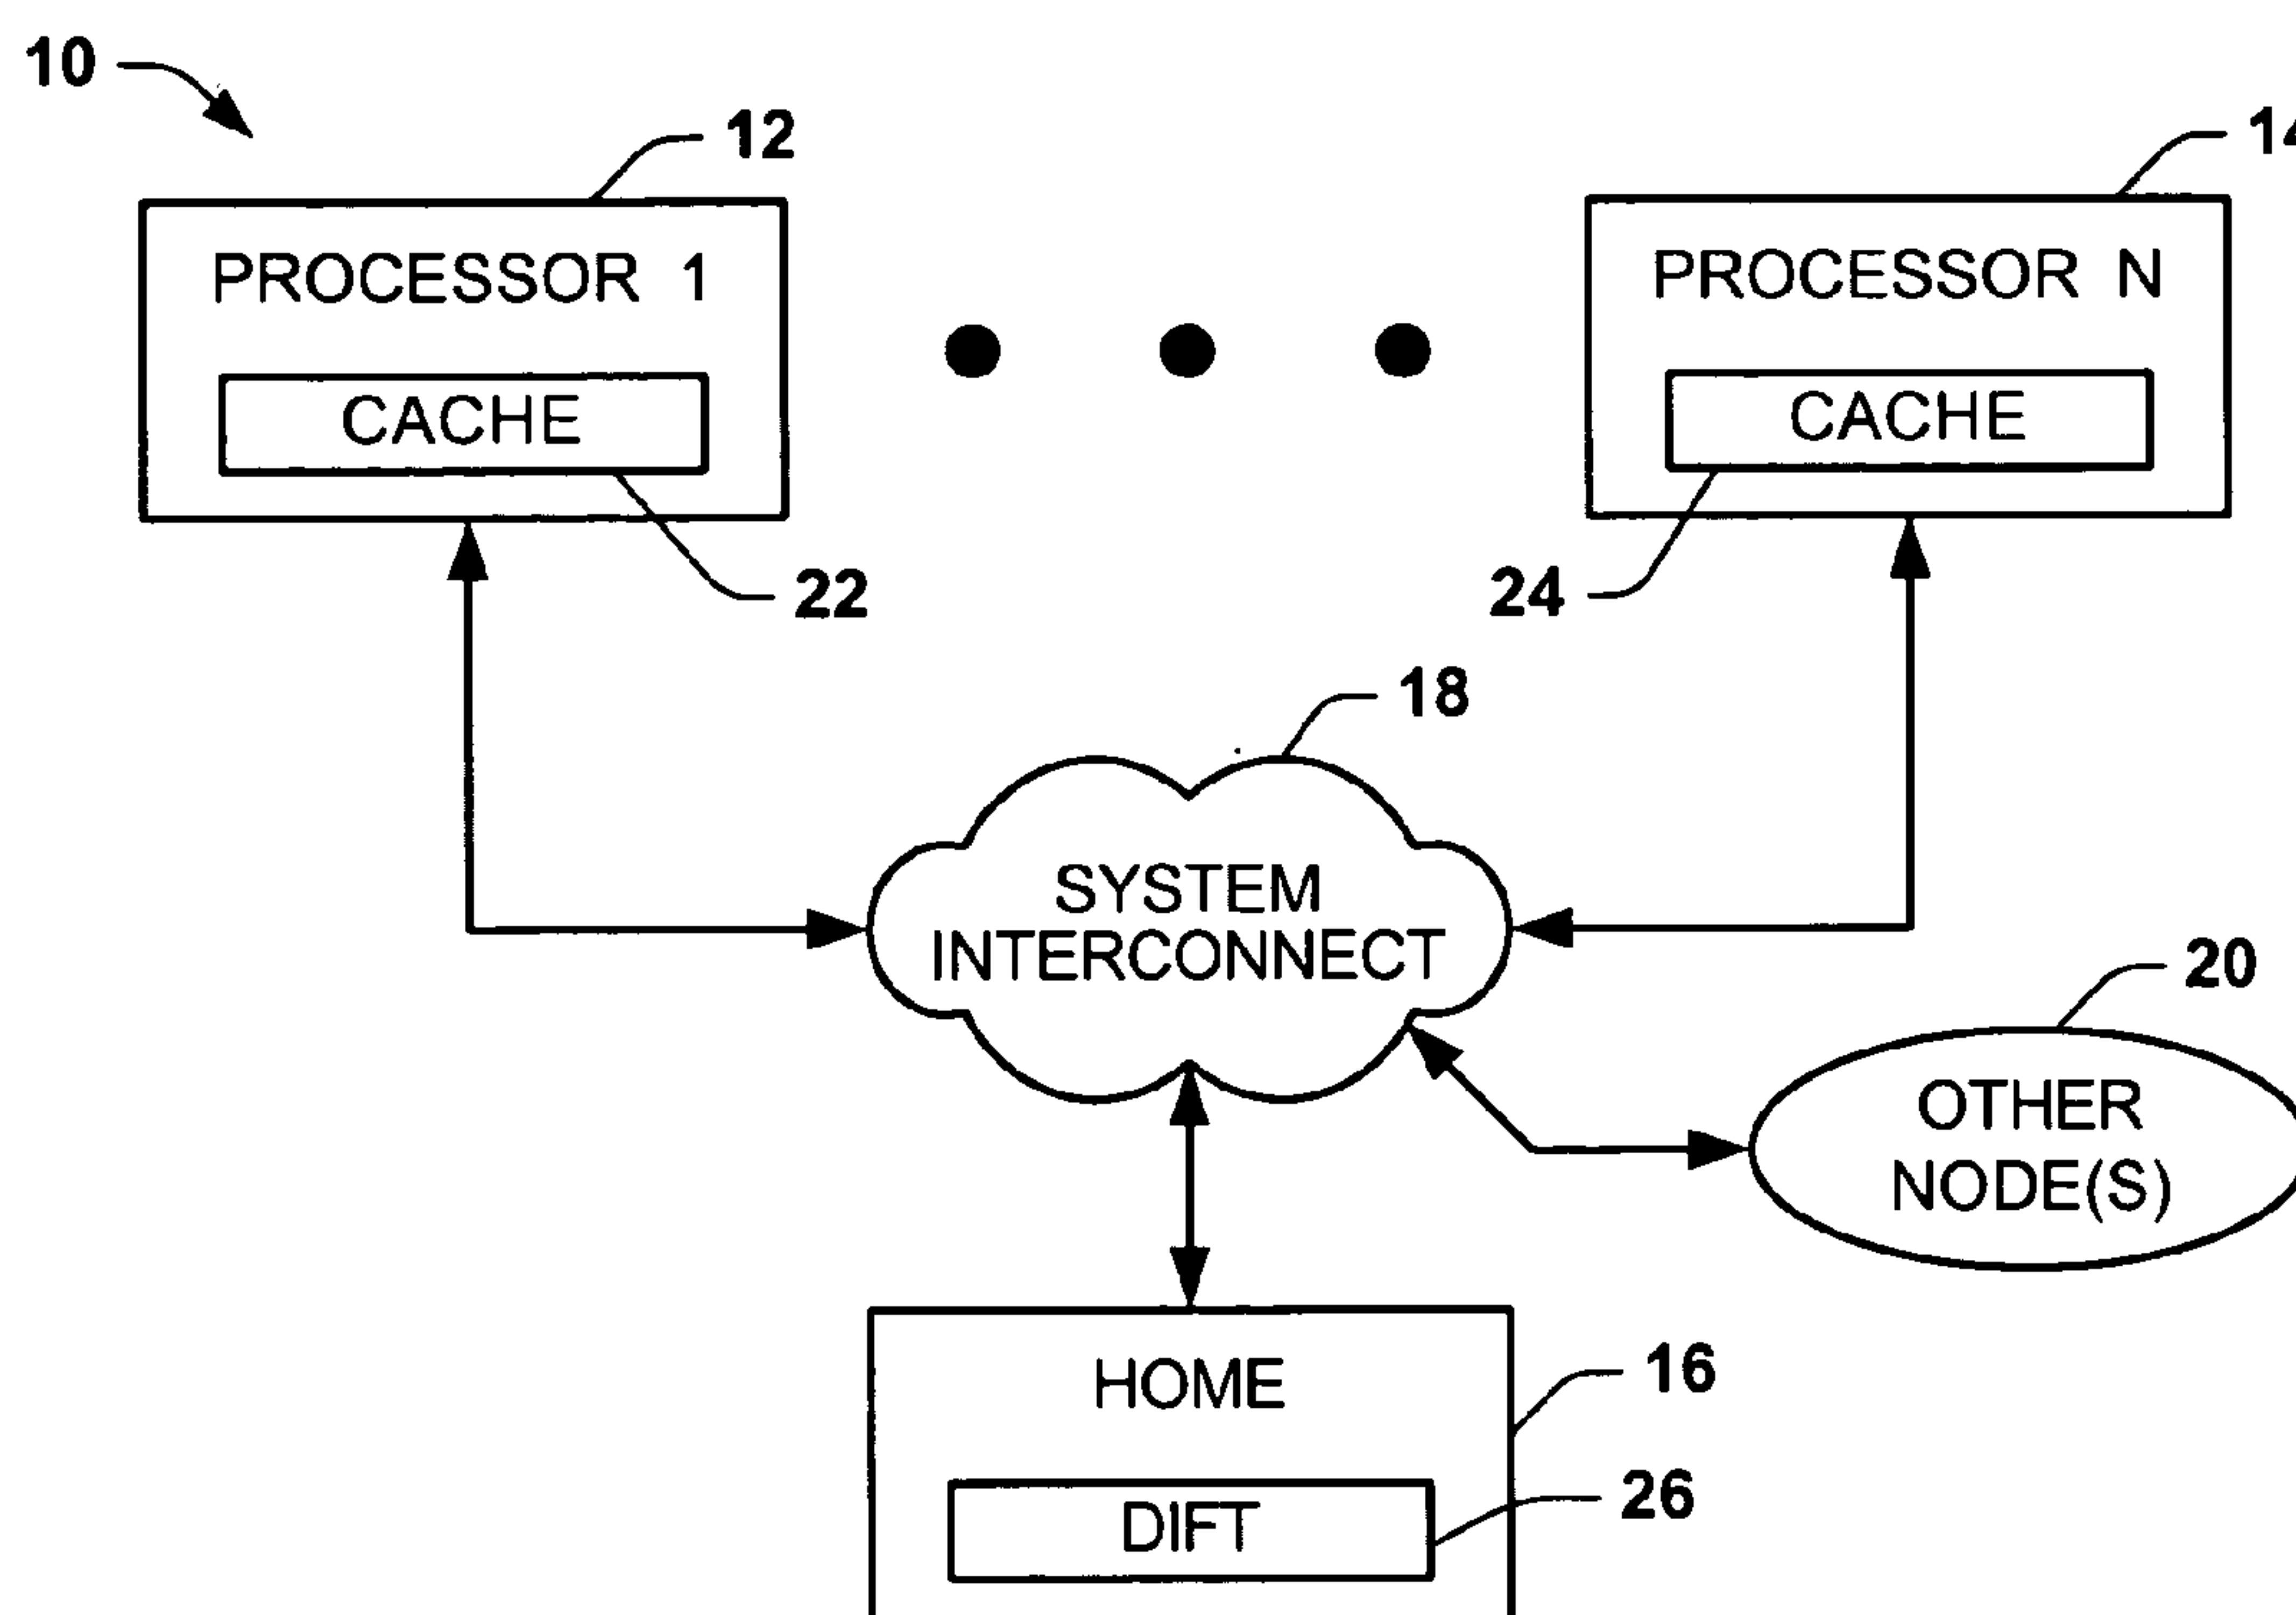 10
12
14
PROCESSOR 1
PROCESSOR N
CACHE
CACHE
22
24
18
SYSTEM
INTERCONNECT
20
OTHER
NODE(S)
HOME
16
DIFT
26